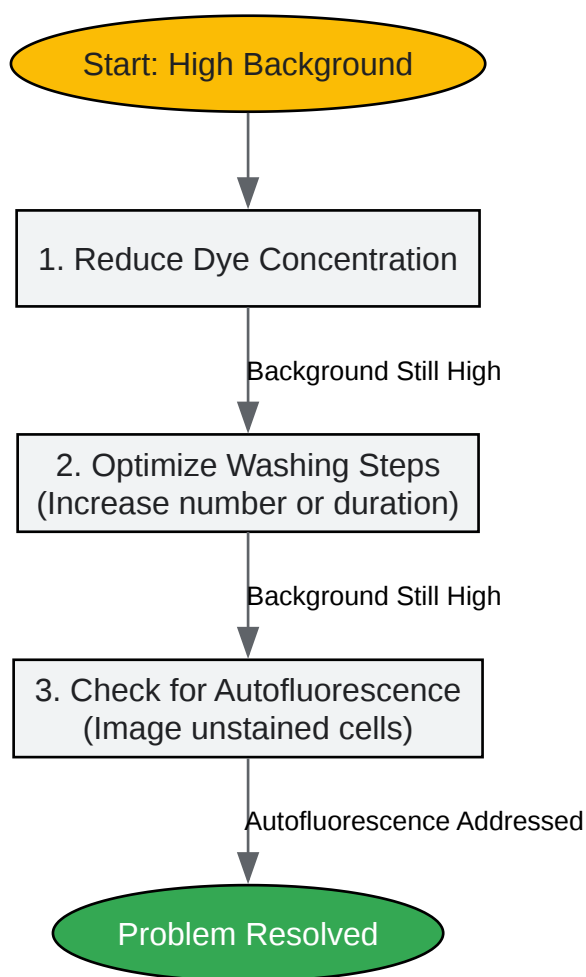 Start: High Background
1. Reduce Dye Concentration
Background Still High
2. Optimize Washing Steps
(Increase number or duration)
Background Still High
3. Check for Autofluorescence
(Image unstained cells)
Autofluorescence Addressed
Problem Resolved